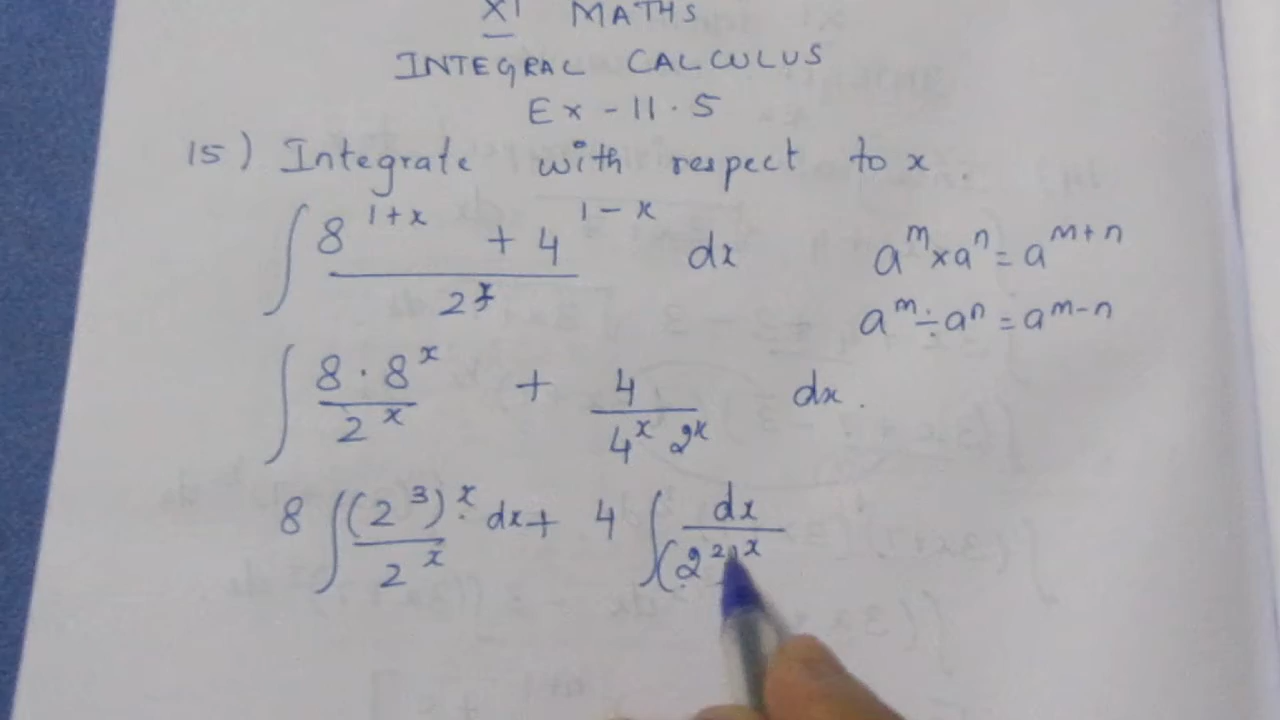 XI MATHS
INTEGRAL CALCULUS
Ex - 11.5
15) Integrate with respect to x.
∫ (8^(1+x) + 4^(1-x)) / 2^x dx
a^m × a^n = a^(m+n)
a^m ÷ a^n = a^(m-n)
∫ (8 · 8^x) / 2^x + 4 / (4^x 2^x) dx.
8 ∫ (2^3)^x / 2^x dx + 4 ∫ dx / (2^2)^x